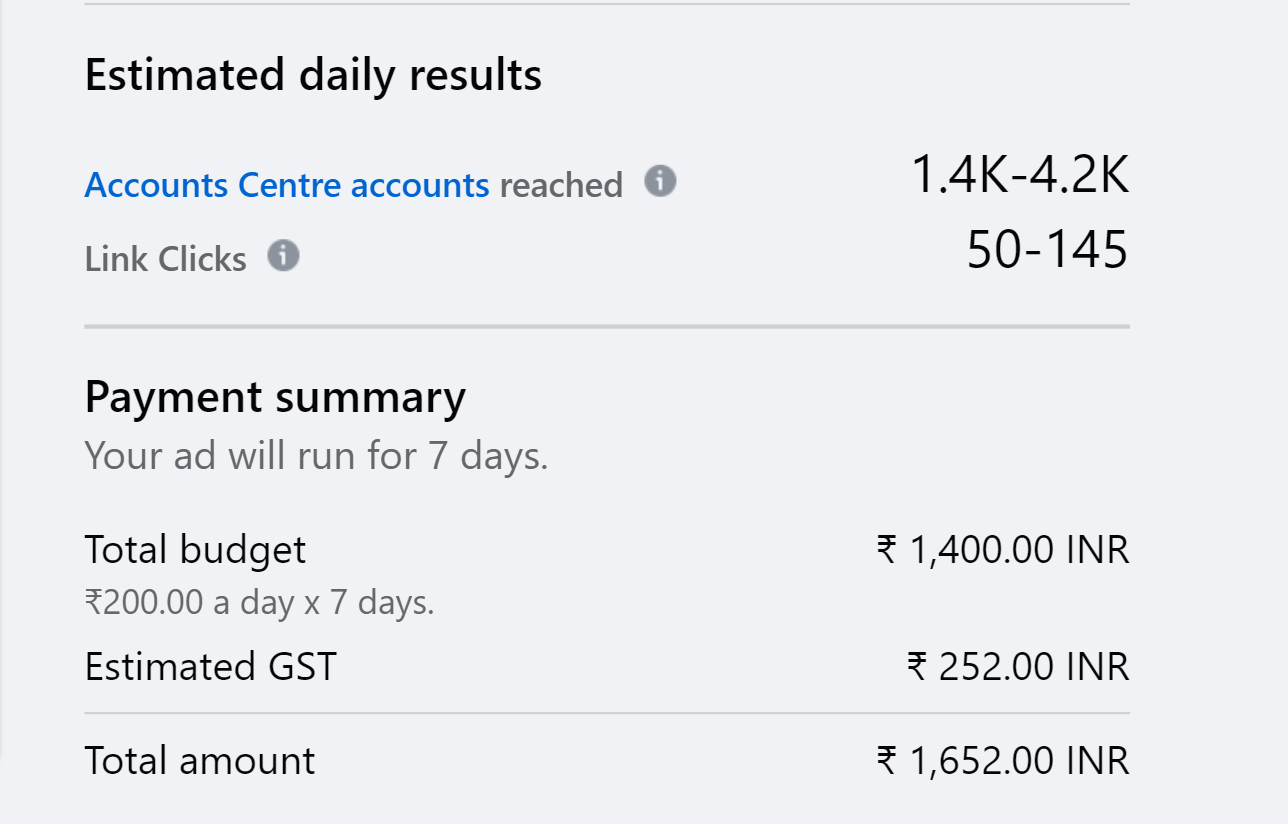 Estimated daily results
Accounts Centre accounts reached 1.4K-4.2K
Link Clicks 50-145
Payment summary
Your ad will run for 7 days.
Total budget ₹ 1,400.00 INR
₹200.00 a day x 7 days.
Estimated GST ₹ 252.00 INR
Total amount ₹ 1,652.00 INR